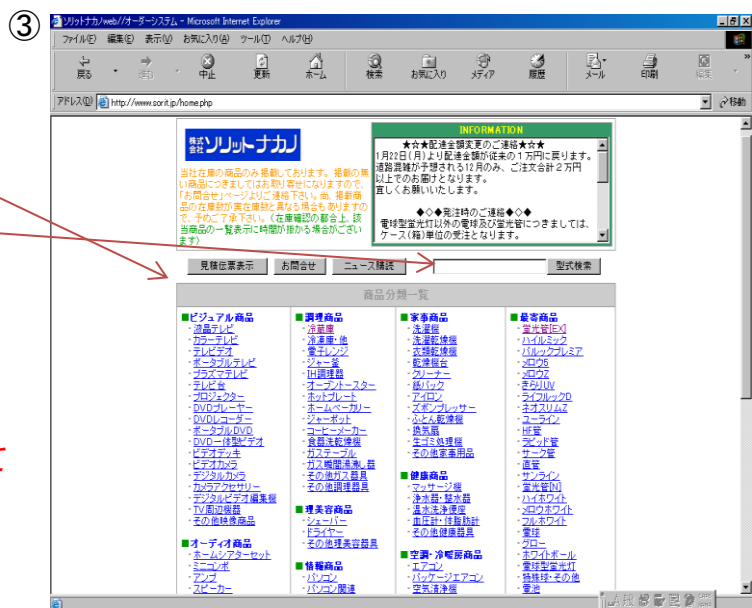 ③
ソリットナカノweb//オーダーシステム - Microsoft Internet Explorer
ファイル(F) 編集(E) 表示(V) お気に入り(A) ツール(T) ヘルプ(H)
戻る 中止 更新 ホーム 検索 お気に入り メディア 履歴 メール 印刷 編集
アドレス(D) http://www.sorit.jp/home.php 移動
株式会社ソリットナカノ
当社在庫の商品のみ掲載しております。掲載の無
い商品につきましてはお取り寄せになりますので、
「お問合せ」ページよりご連絡下さい。尚、掲載商
品の在庫数が実在庫数と異なる場合もありますの
で、予めご了承下さい。(在庫確認の都合上、該
当商品の一覧表示に時間が掛かる場合がござい
ます)
INFORMATION
★☆★配達金額変更のご連絡★☆★
1月22日(月)より配達金額が従来の1万円に戻ります。
道路混雑が予想される12月のみ、ご注文合計2万円
以上でのお届けとなります。
宜しくお願いいたします。
◆◇◆発注時のご連絡◆◇◆
電球型蛍光灯以外の電球及び蛍光管につきましては、
ケース(箱)単位の受注となります。
見積伝票表示 お問合せ ニュース購読 型式検索
商品分類一覧
■ビジュアル商品
・液晶テレビ
・カラーテレビ
・テレビデオ
・ポータブルテレビ
・プラズマテレビ
・テレビ台
・プロジェクター
・DVDプレーヤー
・DVDレコーダー
・ポータブルDVD
・DVD一体型ビデオ
・ビデオデッキ
・ビデオカメラ
・デジタルカメラ
・カメラアクセサリー
・デジタルビデオ編集機
・TV周辺機器
・その他映像商品
■オーディオ商品
・ホームシアターセット
・ミニコンポ
・アンプ
・スピーカー
■調理商品
・冷蔵庫
・冷凍庫・他
・電子レンジ
・ジャー釜
・IH調理器
・オーブントースター
・ホットプレート
・ホームベーカリー
・ジャーポット
・コーヒーメーカー
・食器洗乾燥機
・ガステーブル
・ガス瞬間湯沸し器
・その他ガス器具
・その他調理器具
■理美容商品
・シェーバー
・ドライヤー
・その他理美容器具
■情報商品
・パソコン
・パソコン関連
■家事商品
・洗濯機
・洗濯乾燥機
・衣類乾燥機
・乾燥機台
・クリーナー
・紙パック
・アイロン
・ズボンプレッサー
・ふとん乾燥機
・換気扇
・生ゴミ処理機
・その他家事用品
■健康商品
・マッサージ機
・浄水器・整水器
・温水洗浄便座
・血圧計・体脂肪計
・その他健康器具
■空調・冷暖房商品
・エアコン
・パッケージエアコン
・空気清浄機
■最寄商品
・蛍光管[EX]
・ハイルミック
・パルックプレミア
・メロウ5
・メロウZ
・きらりUV
・ライフルックD
・ネオスリムZ
・ユーライン
・HF管
・ラピッド管
・サークル管
・直管
・サンライン
・蛍光管[N]
・ハイホワイト
・メロウホワイト
・フルホワイト
・電球
・グロー
・ホワイトボール
・電球型蛍光灯
・特殊球・その他
・電池
て